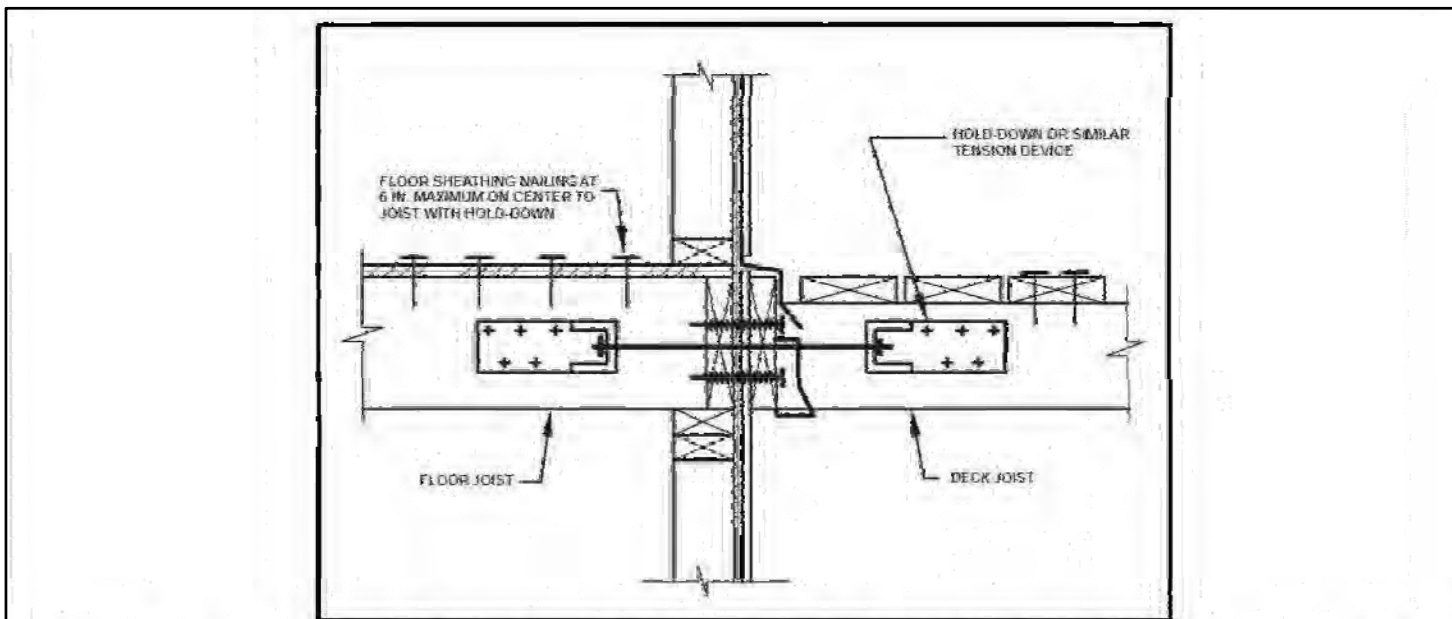 HOLD-DOWN OR SIMILAR
TENSION DEVICE
FLOOR SHEATHING NAILING AT
6 IN. MAXIMUM ON CENTER TO
JOIST WITH HOLD-DOWN
FLOOR JOIST
DECK JOIST